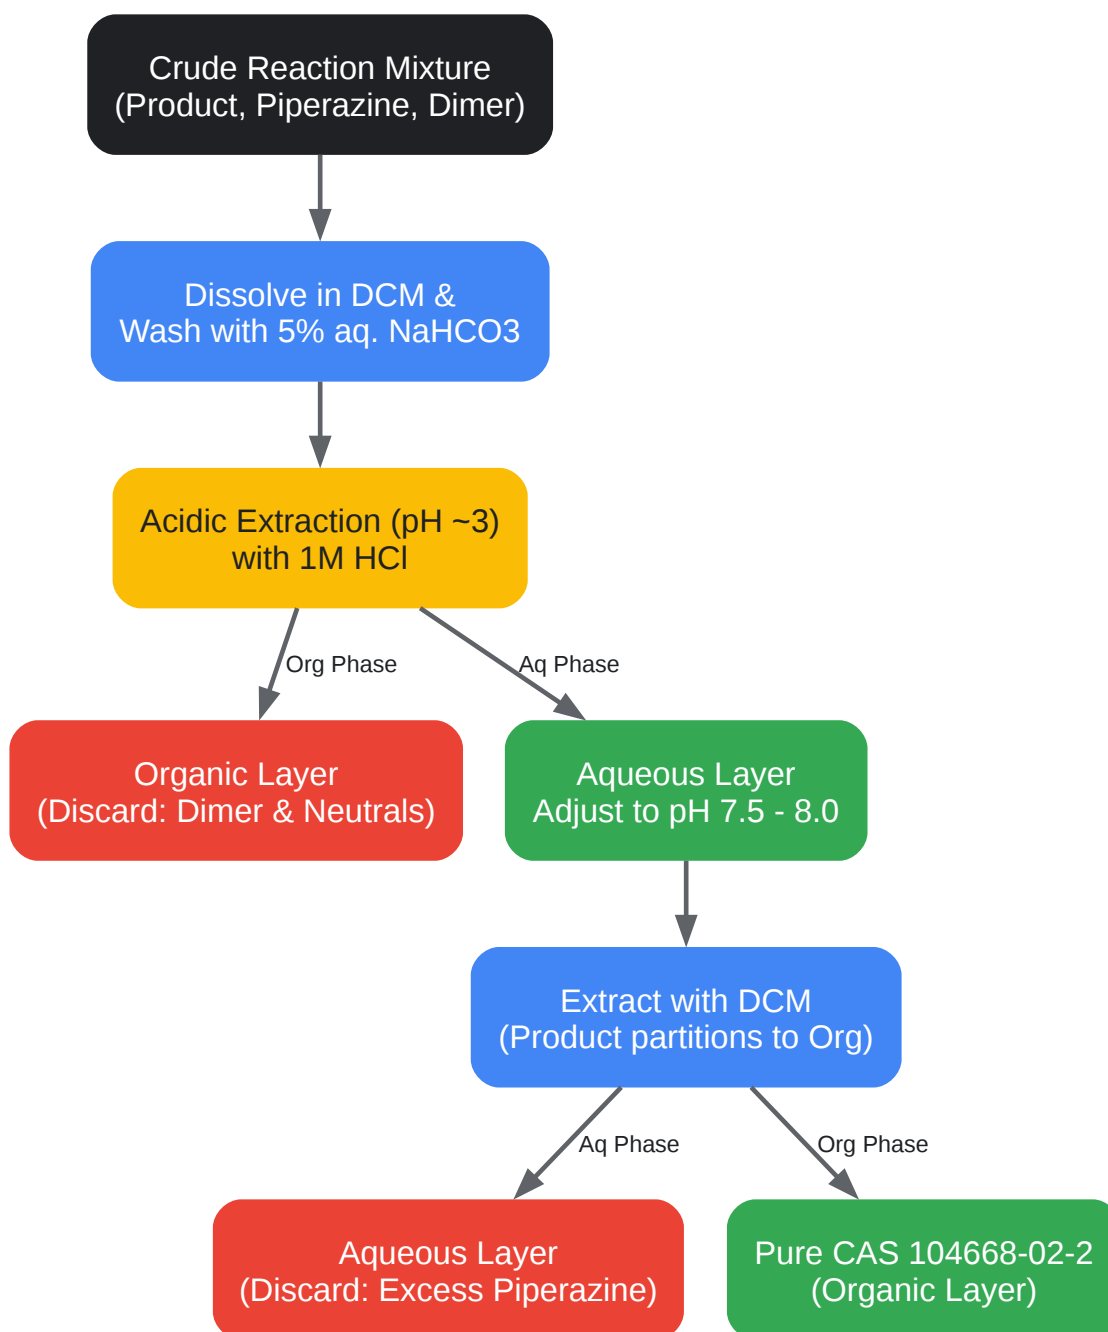 Crude Reaction Mixture
(Product, Piperazine, Dimer)
Dissolve in DCM &
Wash with 5% aq. NaHCO3
Acidic Extraction (pH ~3)
with 1M HCl
Org Phase
Aq Phase
Organic Layer
(Discard: Dimer & Neutrals)
Aqueous Layer
Adjust to pH 7.5 - 8.0
Extract with DCM
(Product partitions to Org)
Aq Phase
Org Phase
Aqueous Layer
(Discard: Excess Piperazine)
Pure CAS 104668-02-2
(Organic Layer)